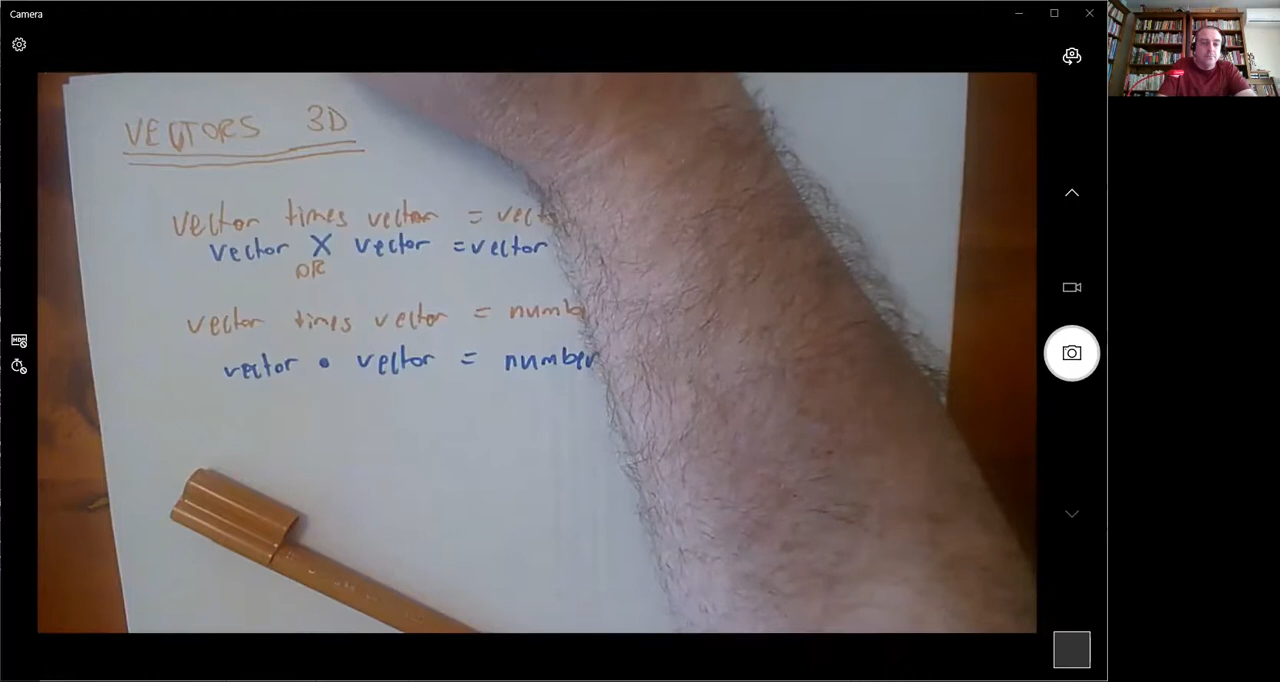 Camera
VECTORS 3D
vector times vector =
vector X vector = vector
OR
vector times vector =
vector • vector = number